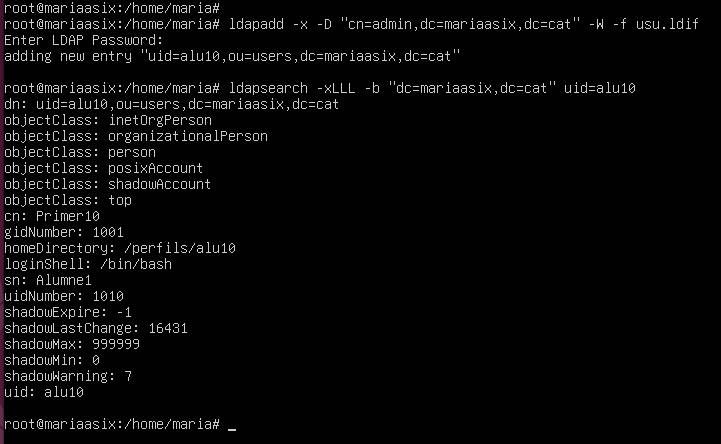 root@mariaasix:/home/maria#
root@mariaasix:/home/maria# ldapadd -x -D "cn=admin,dc=mariaasix,dc=cat" -W -f usu.ldif
Enter LDAP Password:
adding new entry "uid=alu10,ou=users,dc=mariaasix,dc=cat"
root@mariaasix:/home/maria# ldapsearch -xLLL -b "dc=mariaasix,dc=cat" uid=alu10
dn: uid=alu10,ou=users,dc=mariaasix,dc=cat
objectClass: inetOrgPerson
objectClass: organizationalPerson
objectClass: person
objectClass: posixAccount
objectClass: shadowAccount
objectClass: top
cn: Primer10
gidNumber: 1001
homeDirectory: /perfils/alu10
loginShell: /bin/bash
sn: Alumne1
uidNumber: 1010
shadowExpire: -1
shadowLastChange: 16431
shadowMax: 999999
shadowMin: 0
shadowWarning: 7
uid: alu10
root@mariaasix:/home/maria# _